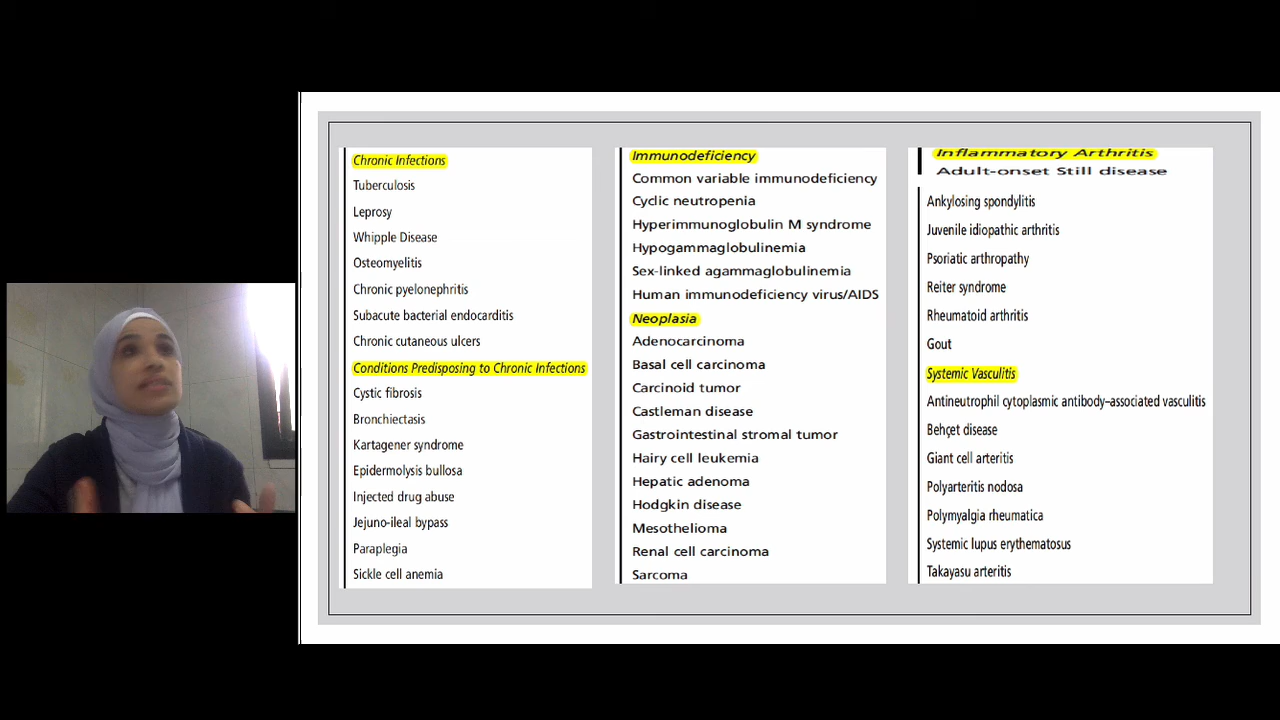 Chronic Infections
Tuberculosis
Leprosy
Whipple Disease
Osteomyelitis
Chronic pyelonephritis
Subacute bacterial endocarditis
Chronic cutaneous ulcers
Conditions Predisposing to Chronic Infections
Cystic fibrosis
Bronchiectasis
Kartagener syndrome
Epidermolysis bullosa
Injected drug abuse
Jejuno-ileal bypass
Paraplegia
Sickle cell anemia
Immunodeficiency
Common variable immunodeficiency
Cyclic neutropenia
Hyperimmunoglobulin M syndrome
Hypogammaglobulinemia
Sex-linked agammaglobulinemia
Human immunodeficiency virus/AIDS
Neoplasia
Adenocarcinoma
Basal cell carcinoma
Carcinoid tumor
Castleman disease
Gastrointestinal stromal tumor
Hairy cell leukemia
Hepatic adenoma
Hodgkin disease
Mesothelioma
Renal cell carcinoma
Sarcoma
Inflammatory Arthritis
Adult-onset Still disease
Ankylosing spondylitis
Juvenile idiopathic arthritis
Psoriatic arthropathy
Reiter syndrome
Rheumatoid arthritis
Gout
Systemic Vasculitis
Antineutrophil cytoplasmic antibody–associated vasculitis
Behçet disease
Giant cell arteritis
Polyarteritis nodosa
Polymyalgia rheumatica
Systemic lupus erythematosus
Takayasu arteritis